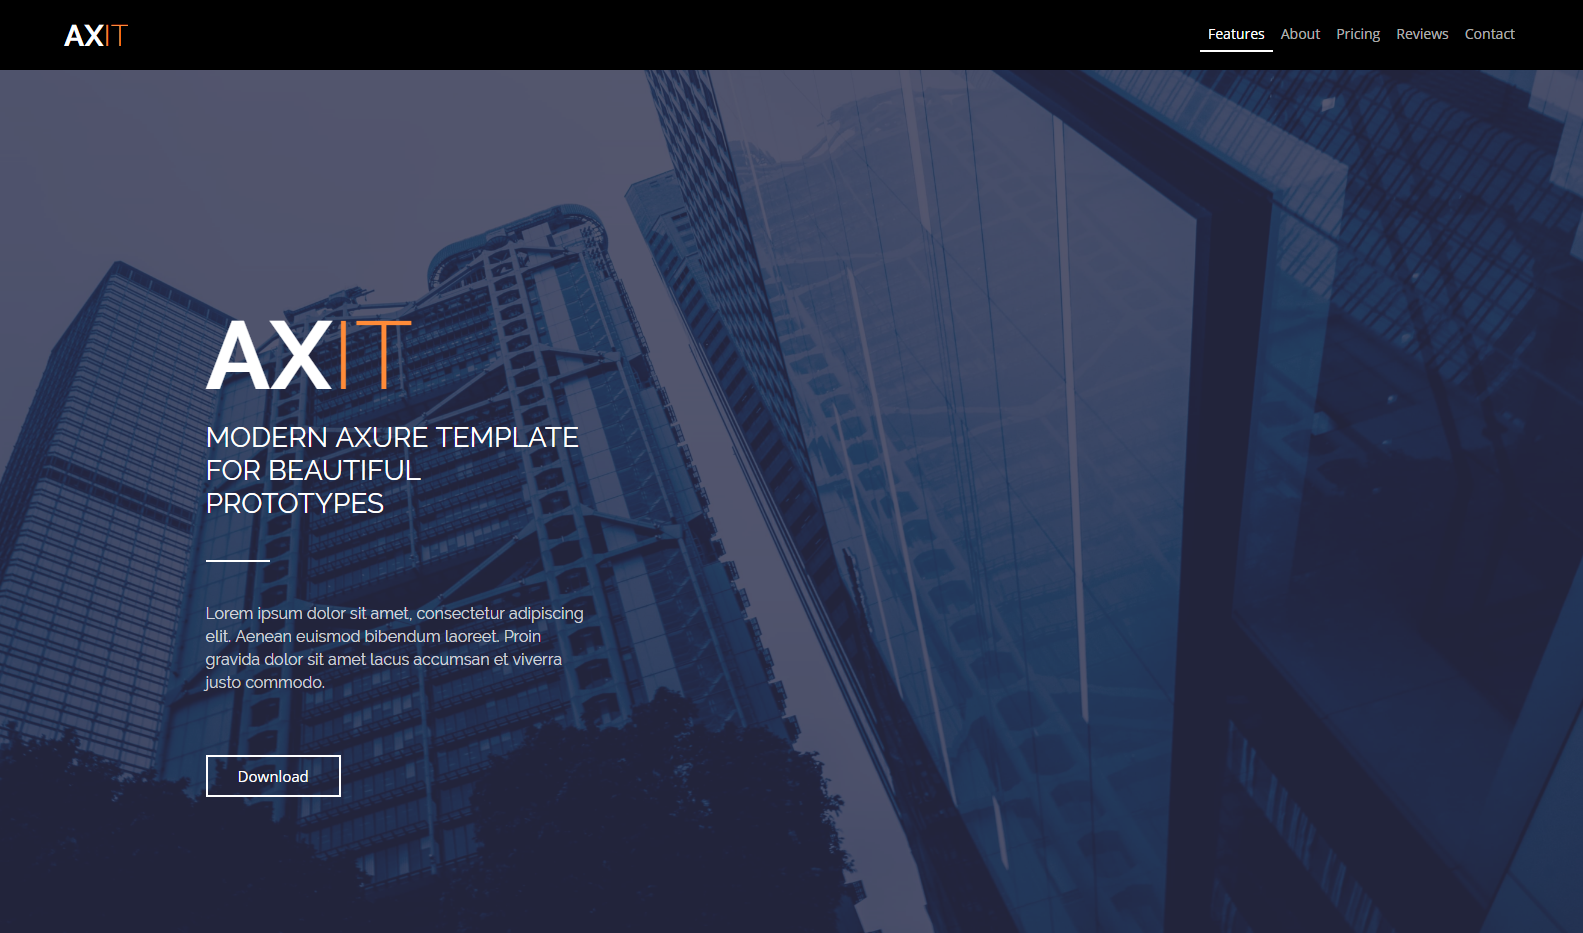 AXIT
Features About Pricing Reviews Contact
AXIT
MODERN AXURE TEMPLATE
FOR BEAUTIFUL
PROTOTYPES
Lorem ipsum dolor sit amet, consectetur adipiscing
elit. Aenean euismod bibendum laoreet. Proin
gravida dolor sit amet lacus accumsan et viverra
justo commodo.
Download